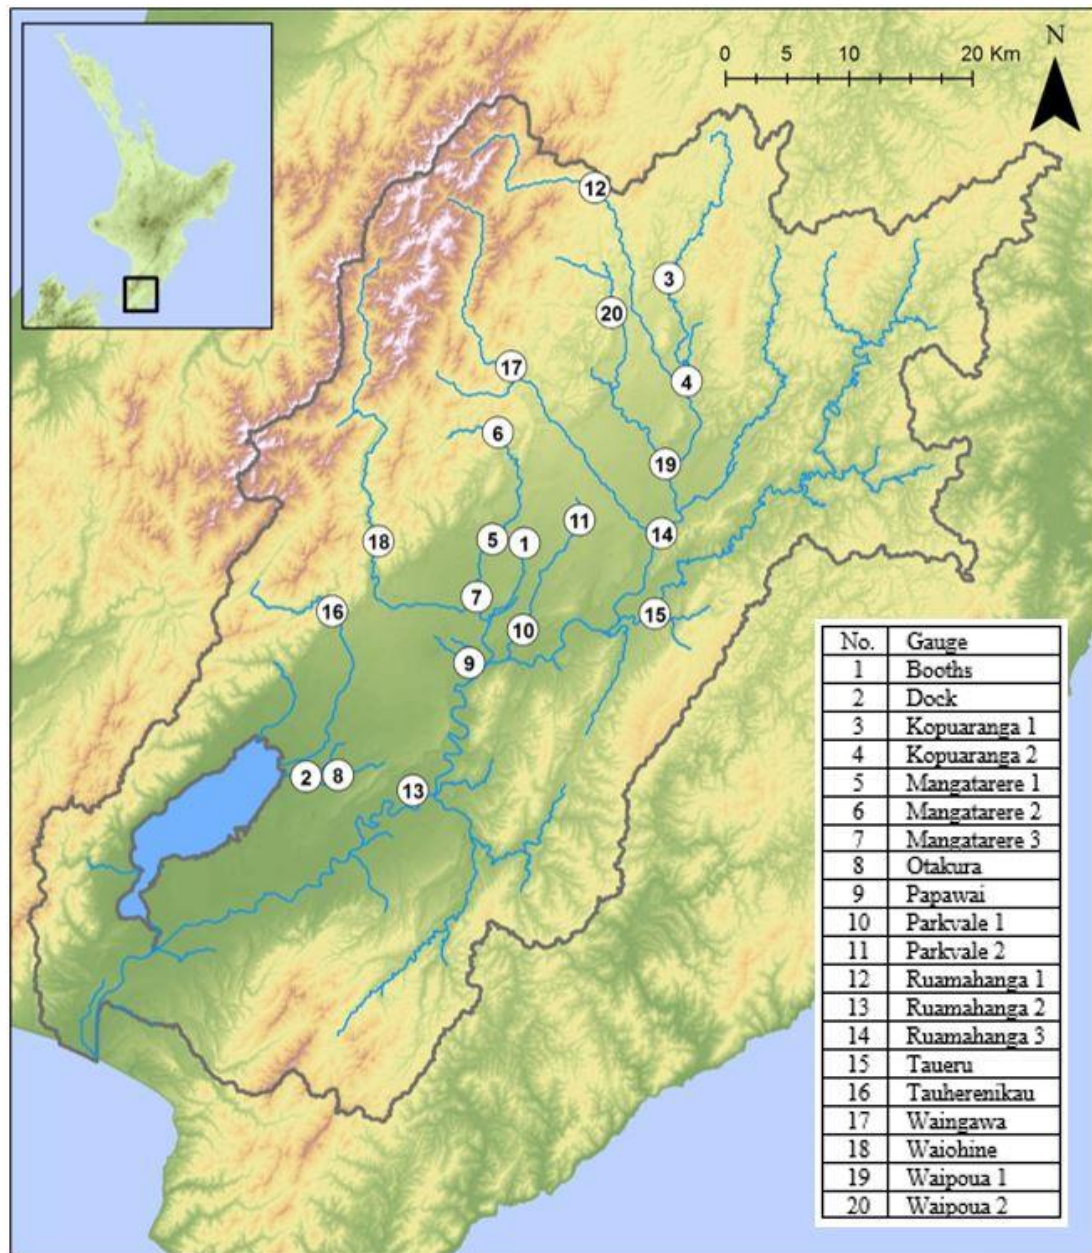 0 5 10 20 Km
N
12
3
20
17
4
6
19
11
14
5 1
18
7
16
15
10
9
2 8
13
No. Gauge
1 Booths
2 Dock
3 Kopuaranga 1
4 Kopuaranga 2
5 Mangatarere 1
6 Mangatarere 2
7 Mangatarere 3
8 Otakura
9 Papawai
10 Parkvale 1
11 Parkvale 2
12 Ruamahanga 1
13 Ruamahanga 2
14 Ruamahanga 3
15 Taueru
16 Tauherenikau
17 Waingawa
18 Waiohine
19 Waipoua 1
20 Waipoua 2